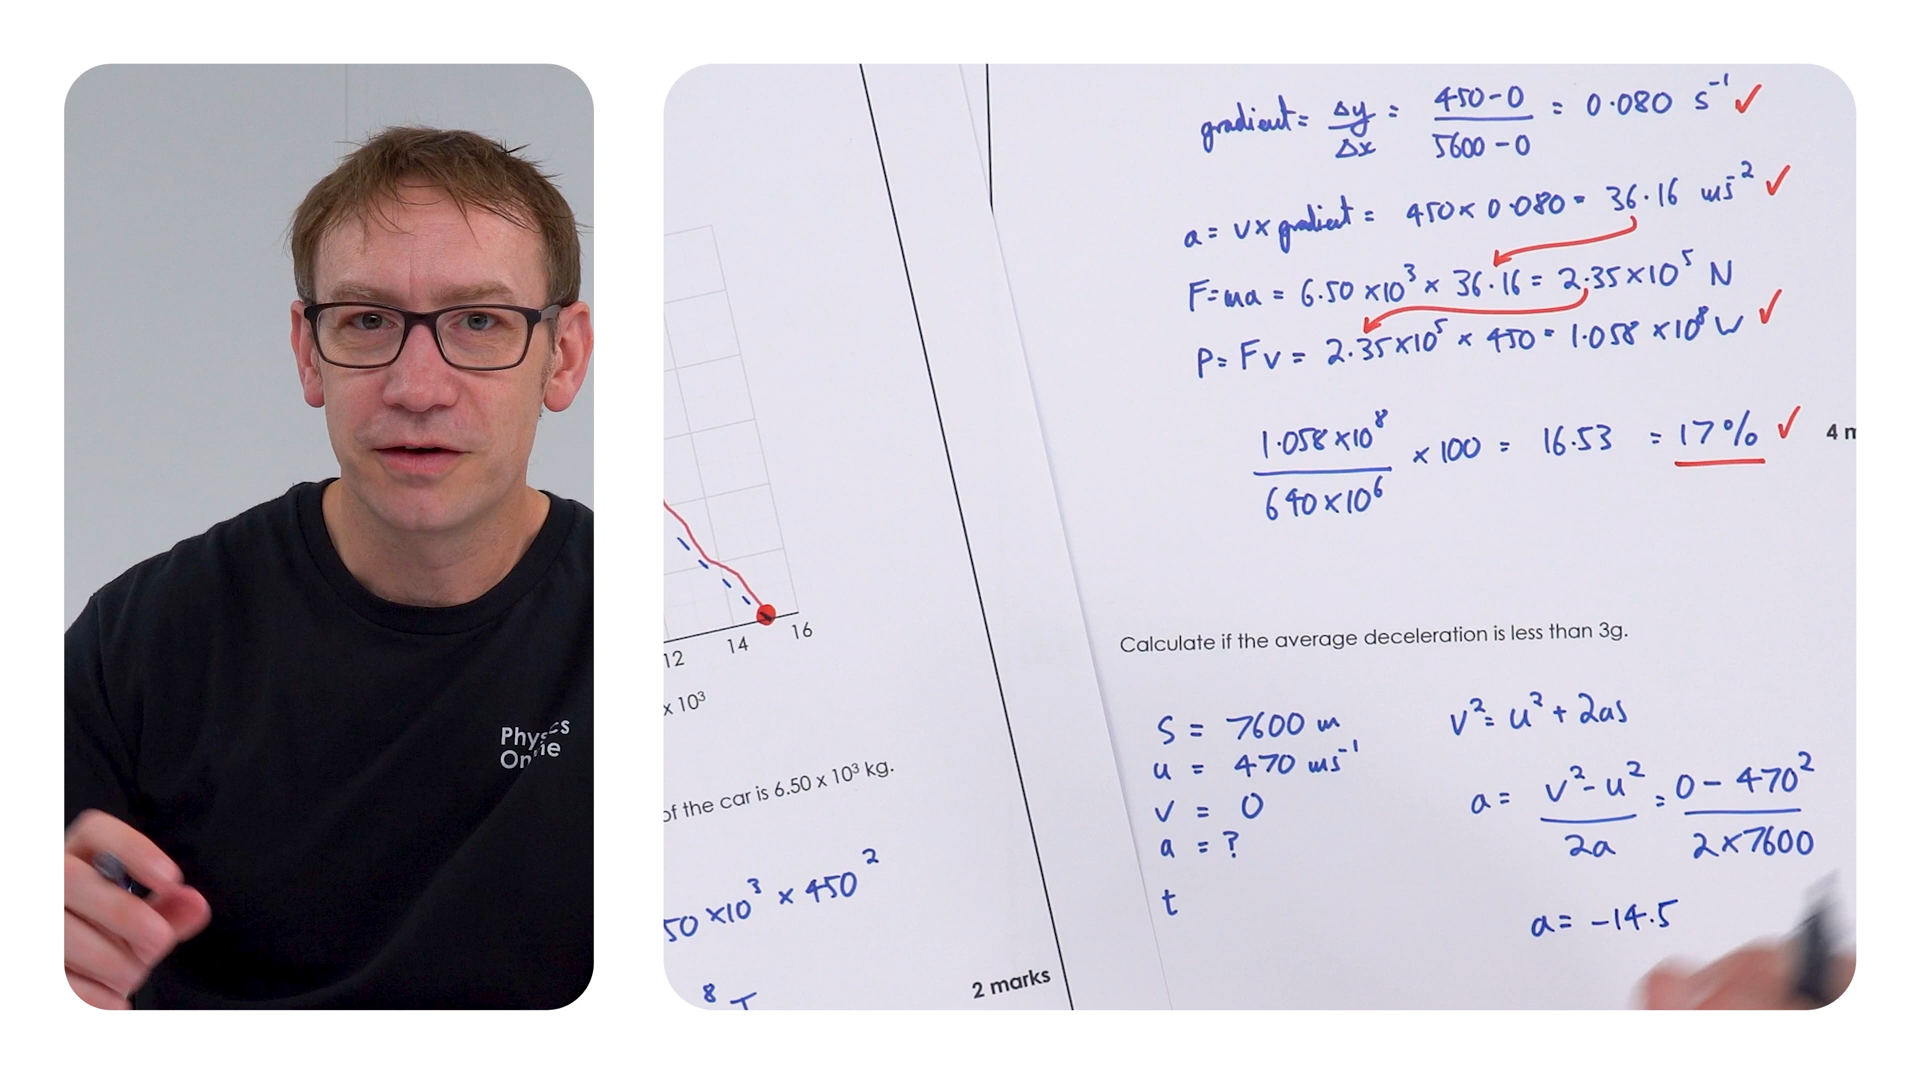 Physics
Online
12 14 16
x 10³
of the car is 6.50 x 10³ kg.
50 ×10³ × 450²
8 J
2 marks
gradient = Δy/Δx = 450-0/5600-0 = 0.080 s⁻¹ ✓
a = v × gradient = 450 × 0.080 = 36.16 ms⁻² ✓
F=ma = 6.50 ×10³ × 36.16 = 2.35×10⁵ N
P= Fv = 2.35×10⁵ × 450 = 1.058 ×10⁸ W ✓
1.058×10⁸/640×10⁶ × 100 = 16.53 = 17% ✓
4 m
Calculate if the average deceleration is less than 3g.
S = 7600 m
u = 470 ms⁻¹
v = 0
a = ?
t
v² = u² + 2as
a = v²-u²/2a = 0 - 470²/2×7600
a = -14.5